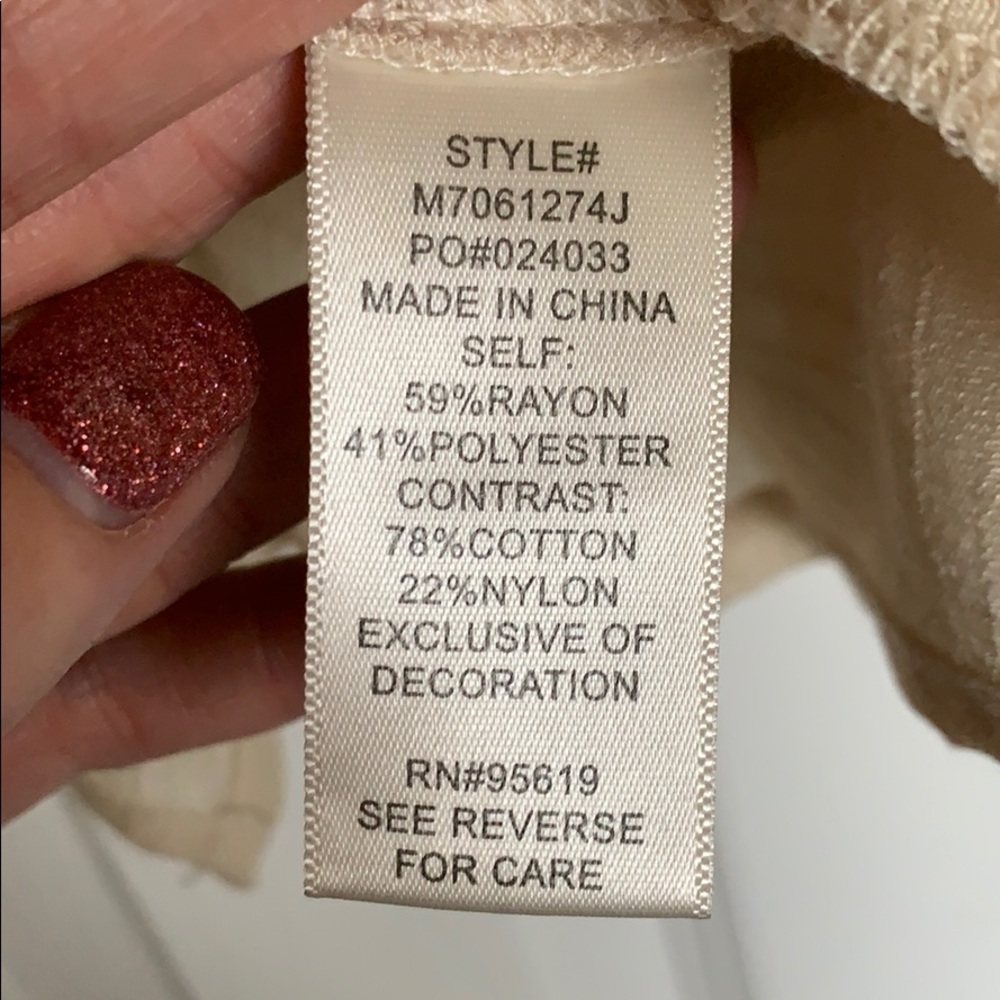 STYLE#
M7061274J
PO#024033
MADE IN CHINA
SELF:
59%RAYON
41%POLYESTER
CONTRAST:
78%COTTON
22%NYLON
EXCLUSIVE OF
DECORATION
RN#95619
SEE REVERSE
FOR CARE